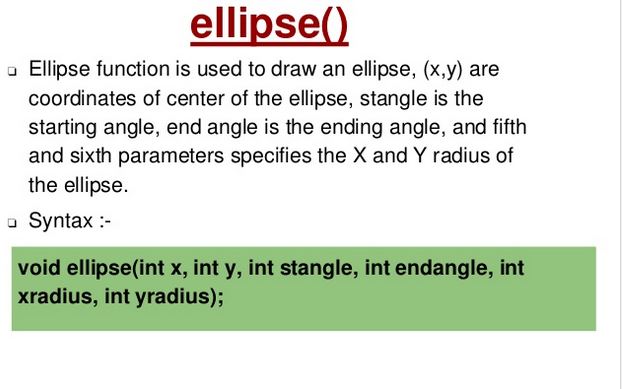 ellipse()
Ellipse function is used to draw an ellipse, (x,y) are
coordinates of center of the ellipse, stangle is the
starting angle, end angle is the ending angle, and fifth
and sixth parameters specifies the X and Y radius of
the ellipse.
Syntax :-
void ellipse(int x, int y, int stangle, int endangle, int
xradius, int yradius);